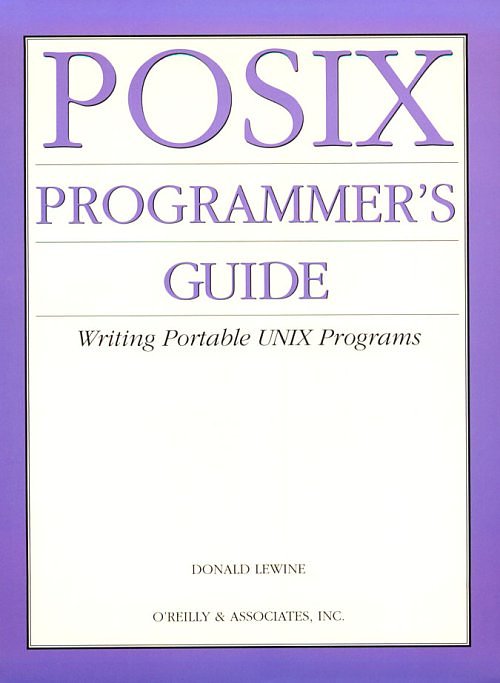 POSIX
PROGRAMMER'S
GUIDE
Writing Portable UNIX Programs
DONALD LEWINE
O'REILLY & ASSOCIATES, INC.